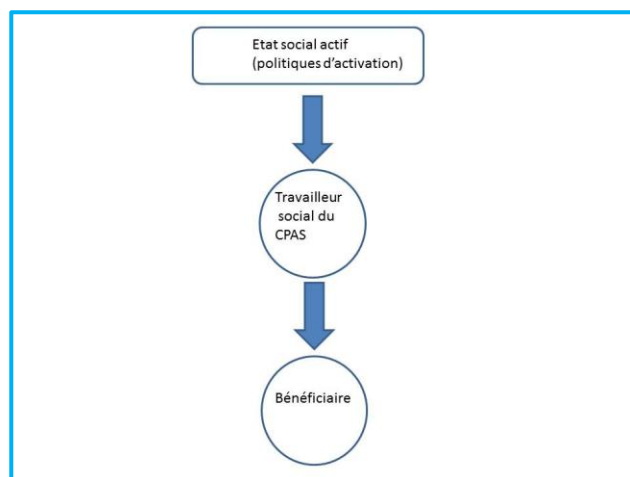 Etat social actif
(politiques d’activation)
Travailleur
social du
CPAS
Bénéficiaire